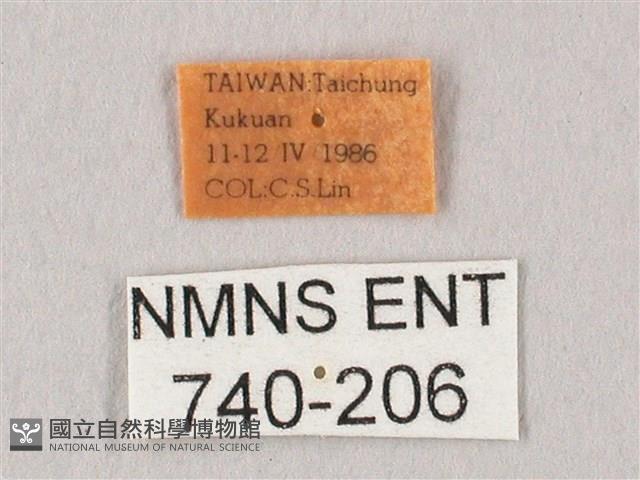 TAIWAN:Taichung
Kukuan
11-12 IV 1986
COL:C.S.Lin
NMNS ENT
740-206
國立自然科學博物館
NATIONAL MUSEUM OF NATURAL SCIENCE